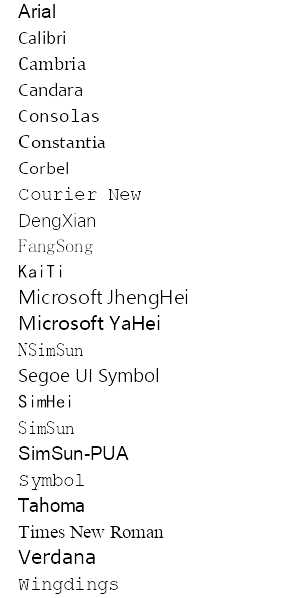 Arial
Calibri
Cambria
Candara
Consolas
Constantia
Corbel
Courier New
DengXian
FangSong
KaiTi
Microsoft JhengHei
Microsoft YaHei
NSimSun
Segoe UI Symbol
SimHei
SimSun
SimSun-PUA
Symbol
Tahoma
Times New Roman
Verdana
Wingdings